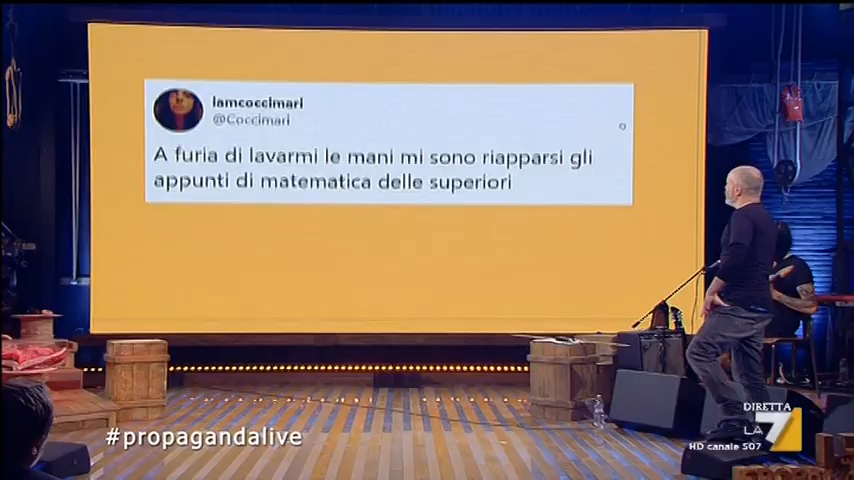 Iamcoccimari
@Coccimari
A furia di lavarmi le mani mi sono riapparsi gli
appunti di matematica delle superiori
#propagandalive
DIRETTA
LA 7
HD canale 507